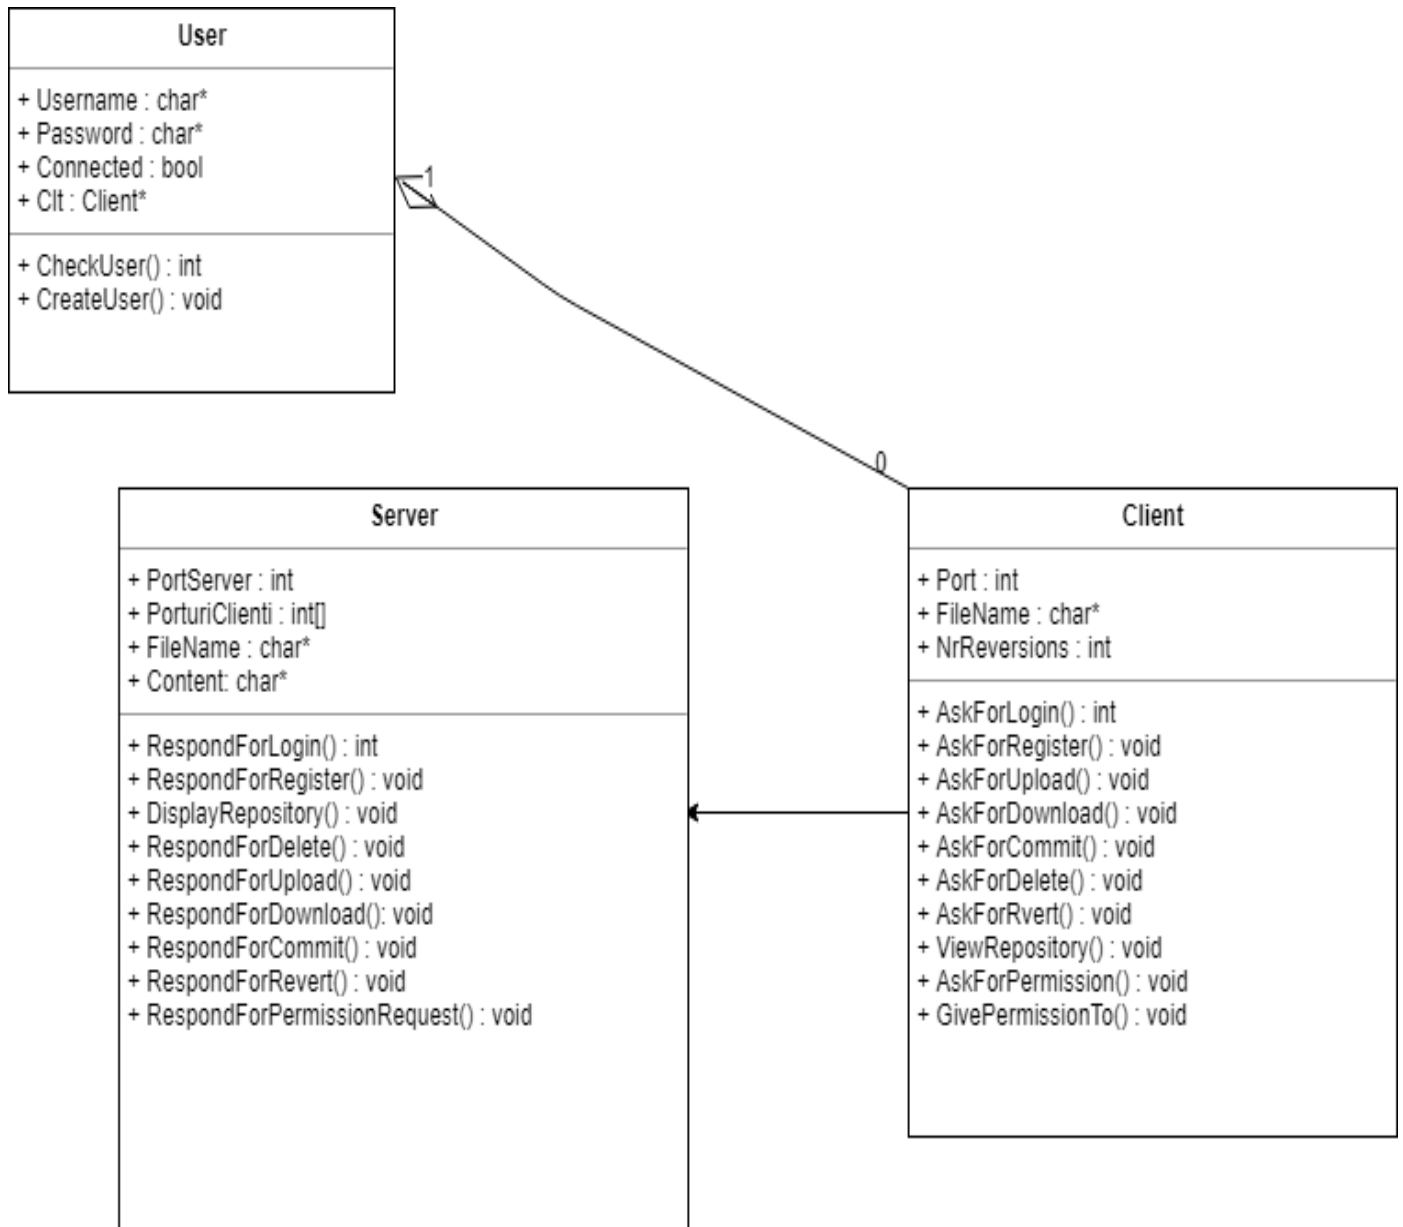 User
+ Username : char*
+ Password : char*
+ Connected : bool
+ Clt : Client*
+ CheckUser() : int
+ CreateUser() : void
1
0
Server
+ PortServer : int
+ PorturiClienti : int[]
+ FileName : char*
+ Content: char*
+ RespondForLogin() : int
+ RespondForRegister() : void
+ DisplayRepository() : void
+ RespondForDelete() : void
+ RespondForUpload() : void
+ RespondForDownload(): void
+ RespondForCommit() : void
+ RespondForRevert() : void
+ RespondForPermissionRequest() : void
Client
+ Port : int
+ FileName : char*
+ NrReversions : int
+ AskForLogin() : int
+ AskForRegister() : void
+ AskForUpload() : void
+ AskForDownload() : void
+ AskForCommit() : void
+ AskForDelete() : void
+ AskForRvert() : void
+ ViewRepository() : void
+ AskForPermission() : void
+ GivePermissionTo() : void